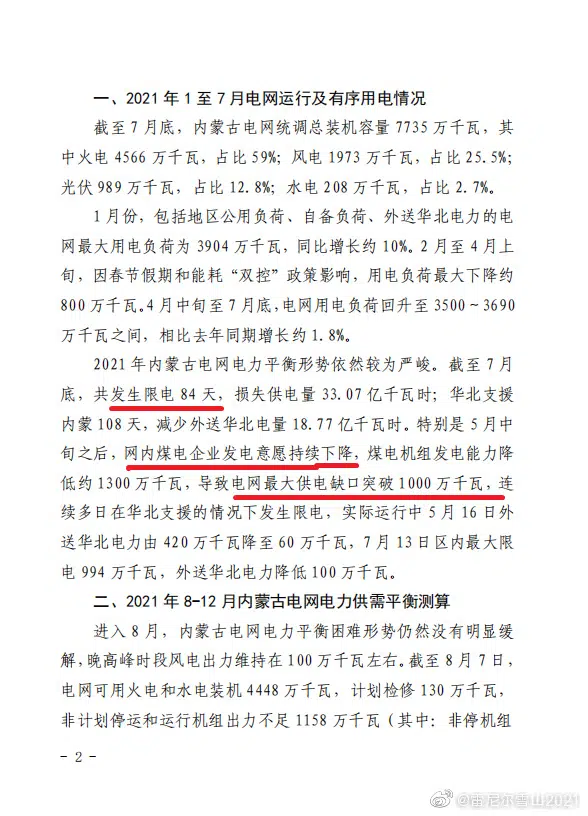 一、2021 年 1 至 7 月电网运行及有序用电情况
截至 7 月底，内蒙古电网统调总装机容量 7735 万千瓦，其
中火电 4566 万千瓦，占比 59%；风电 1973 万千瓦，占比 25.5%；
光伏 989 万千瓦，占比 12.8%；水电 208 万千瓦，占比 2.7%。
1 月份，包括地区公用负荷、自备负荷、外送华北电力的电
网最大用电负荷为 3904 万千瓦，同比增长约 10%。2 月至 4 月上
旬，因春节假期和能耗“双控”政策影响，用电负荷最大下降约
800 万千瓦。4 月中旬至 7 月底，电网用电负荷回升至 3500～3690
万千瓦之间，相比去年同期增长约 1.8%。
2021 年内蒙古电网电力平衡形势依然较为严峻。截至 7 月
底，共发生限电 84 天，损失供电量 33.07 亿千瓦时；华北支援
内蒙 108 天，减少外送华北电量 18.77 亿千瓦时。特别是 5 月中
旬之后，网内煤电企业发电意愿持续下降，煤电机组发电能力降
低约 1300 万千瓦，导致电网最大供电缺口突破 1000 万千瓦，连
续多日在华北支援的情况下发生限电，实际运行中 5 月 16 日外
送华北电力由 420 万千瓦降至 60 万千瓦，7 月 13 日区内最大限
电 994 万千瓦，外送华北电力降低 100 万千瓦。
二、2021 年 8-12 月内蒙古电网电力供需平衡测算
进入 8 月，内蒙古电网电力平衡困难形势仍然没有明显缓
解，晚高峰时段风电出力维持在 100 万千瓦左右。截至 8 月 7 日，
电网可用火电和水电装机 4448 万千瓦，计划检修 130 万千瓦，
非计划停运和运行机组出力不足 1158 万千瓦（其中：非停机组
- 2 -
@雷尼尔雪山2021